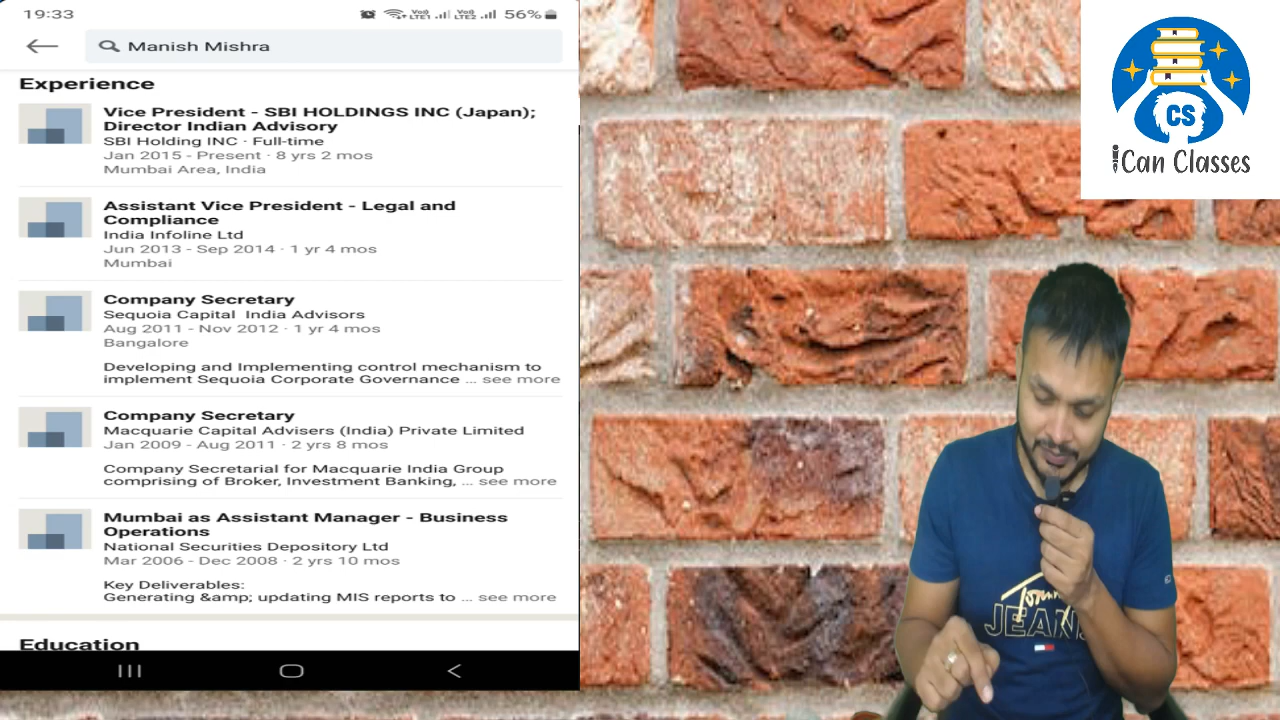 19:33
VoD LTE1 VoD LTE2 56%
Manish Mishra
Experience
Vice President - SBI HOLDINGS INC (Japan);
Director Indian Advisory
SBI Holding INC · Full-time
Jan 2015 - Present · 8 yrs 2 mos
Mumbai Area, India
Assistant Vice President - Legal and
Compliance
India Infoline Ltd
Jun 2013 - Sep 2014 · 1 yr 4 mos
Mumbai
Company Secretary
Sequoia Capital India Advisors
Aug 2011 - Nov 2012 · 1 yr 4 mos
Bangalore
Developing and Implementing control mechanism to
implement Sequoia Corporate Governance ... see more
Company Secretary
Macquarie Capital Advisers (India) Private Limited
Jan 2009 - Aug 2011 · 2 yrs 8 mos
Company Secretarial for Macquarie India Group
comprising of Broker, Investment Banking, ... see more
Mumbai as Assistant Manager - Business
Operations
National Securities Depository Ltd
Mar 2006 - Dec 2008 · 2 yrs 10 mos
Key Deliverables:
Generating &amp; updating MIS reports to ... see more
Education
CS
iCan Classes
JEANS